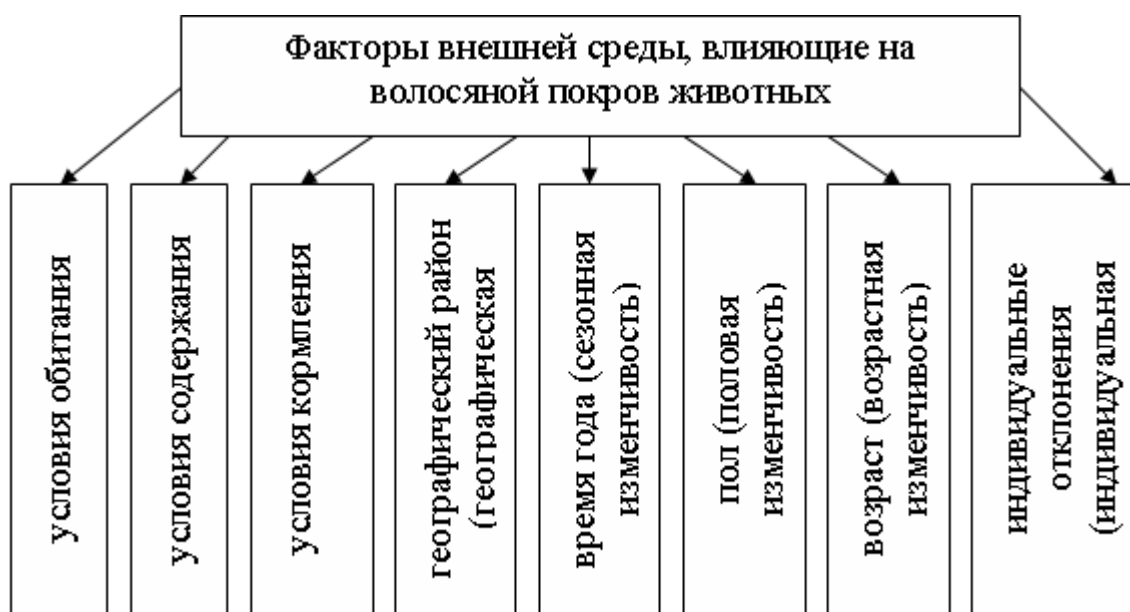 Факторы внешней среды, влияющие на
волосяной покров животных
условия обитания
условия содержания
условия кормления
географический район
(географическая
время года (сезонная
изменчивость)
пол (половая
изменчивость)
возраст (возрастная
изменчивость)
индивидуальные
отклонения
(индивидуальная